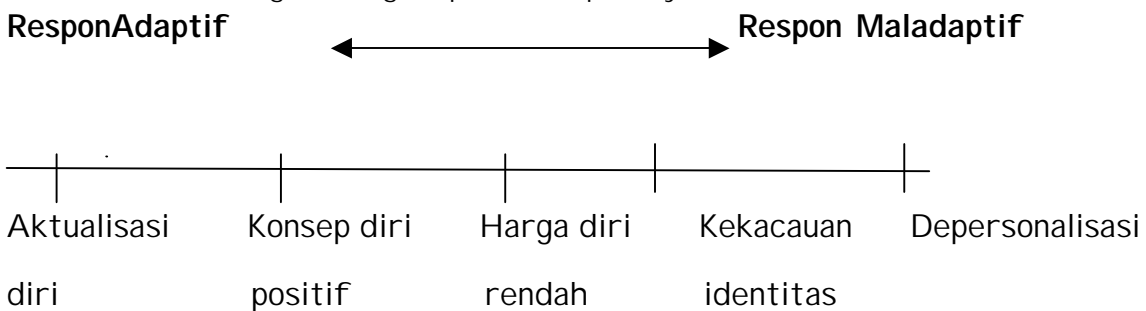 ResponAdaptif Respon Maladaptif
Aktualisasi Konsep diri Harga diri Kekacauan Depersonalisasi
diri positif rendah identitas